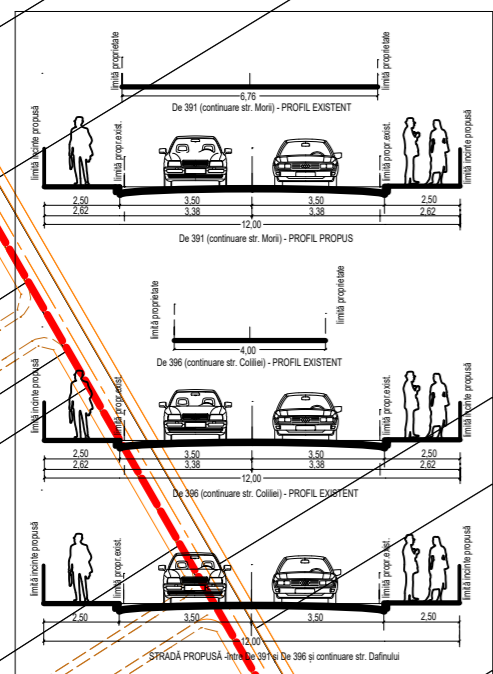 limită proprietate
limită proprietate
6,76
De 391 (continuare str. Morii) - PROFIL EXISTENT
limită incinte propusă
limită propr.exist.
limită propr.exist.
limită incinte propusă
2,50 3,50 3,50 2,50
2,62 3,38 3,38 2,62
12,00
De 391 (continuare str. Morii) - PROFIL PROPUS
limită proprietate
limită proprietate
4,00
De 396 (continuare str. Coliliei) - PROFIL EXISTENT
limită incinte propusă
limită propr.exist.
limită propr.exist.
limită incinte propusă
2,50 3,50 3,50 2,50
2,62 3,38 3,38 2,62
12,00
De 396 (continuare str. Coliliei) - PROFIL EXISTENT
limită incinte propusă
limită propr.exist.
limită propr.exist.
limită incinte propusă
2,50 3,50 3,50 2,50
12,00
STRADĂ PROPUSĂ -între De 391 și De 396 și continuare str. Dafinului